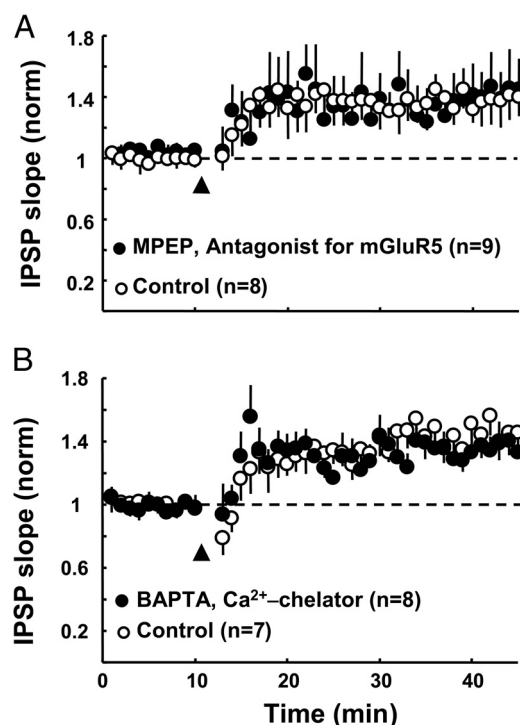 A
IPSP slope (norm)
1.8
1.4
1
0.6
0.2
MPEP, Antagonist for mGluR5 (n=9)
Control (n=8)
B
IPSP slope (norm)
1.8
1.4
1
0.6
0.2
BAPTA, Ca²⁺–chelator (n=8)
Control (n=7)
0 10 20 30 40
Time (min)